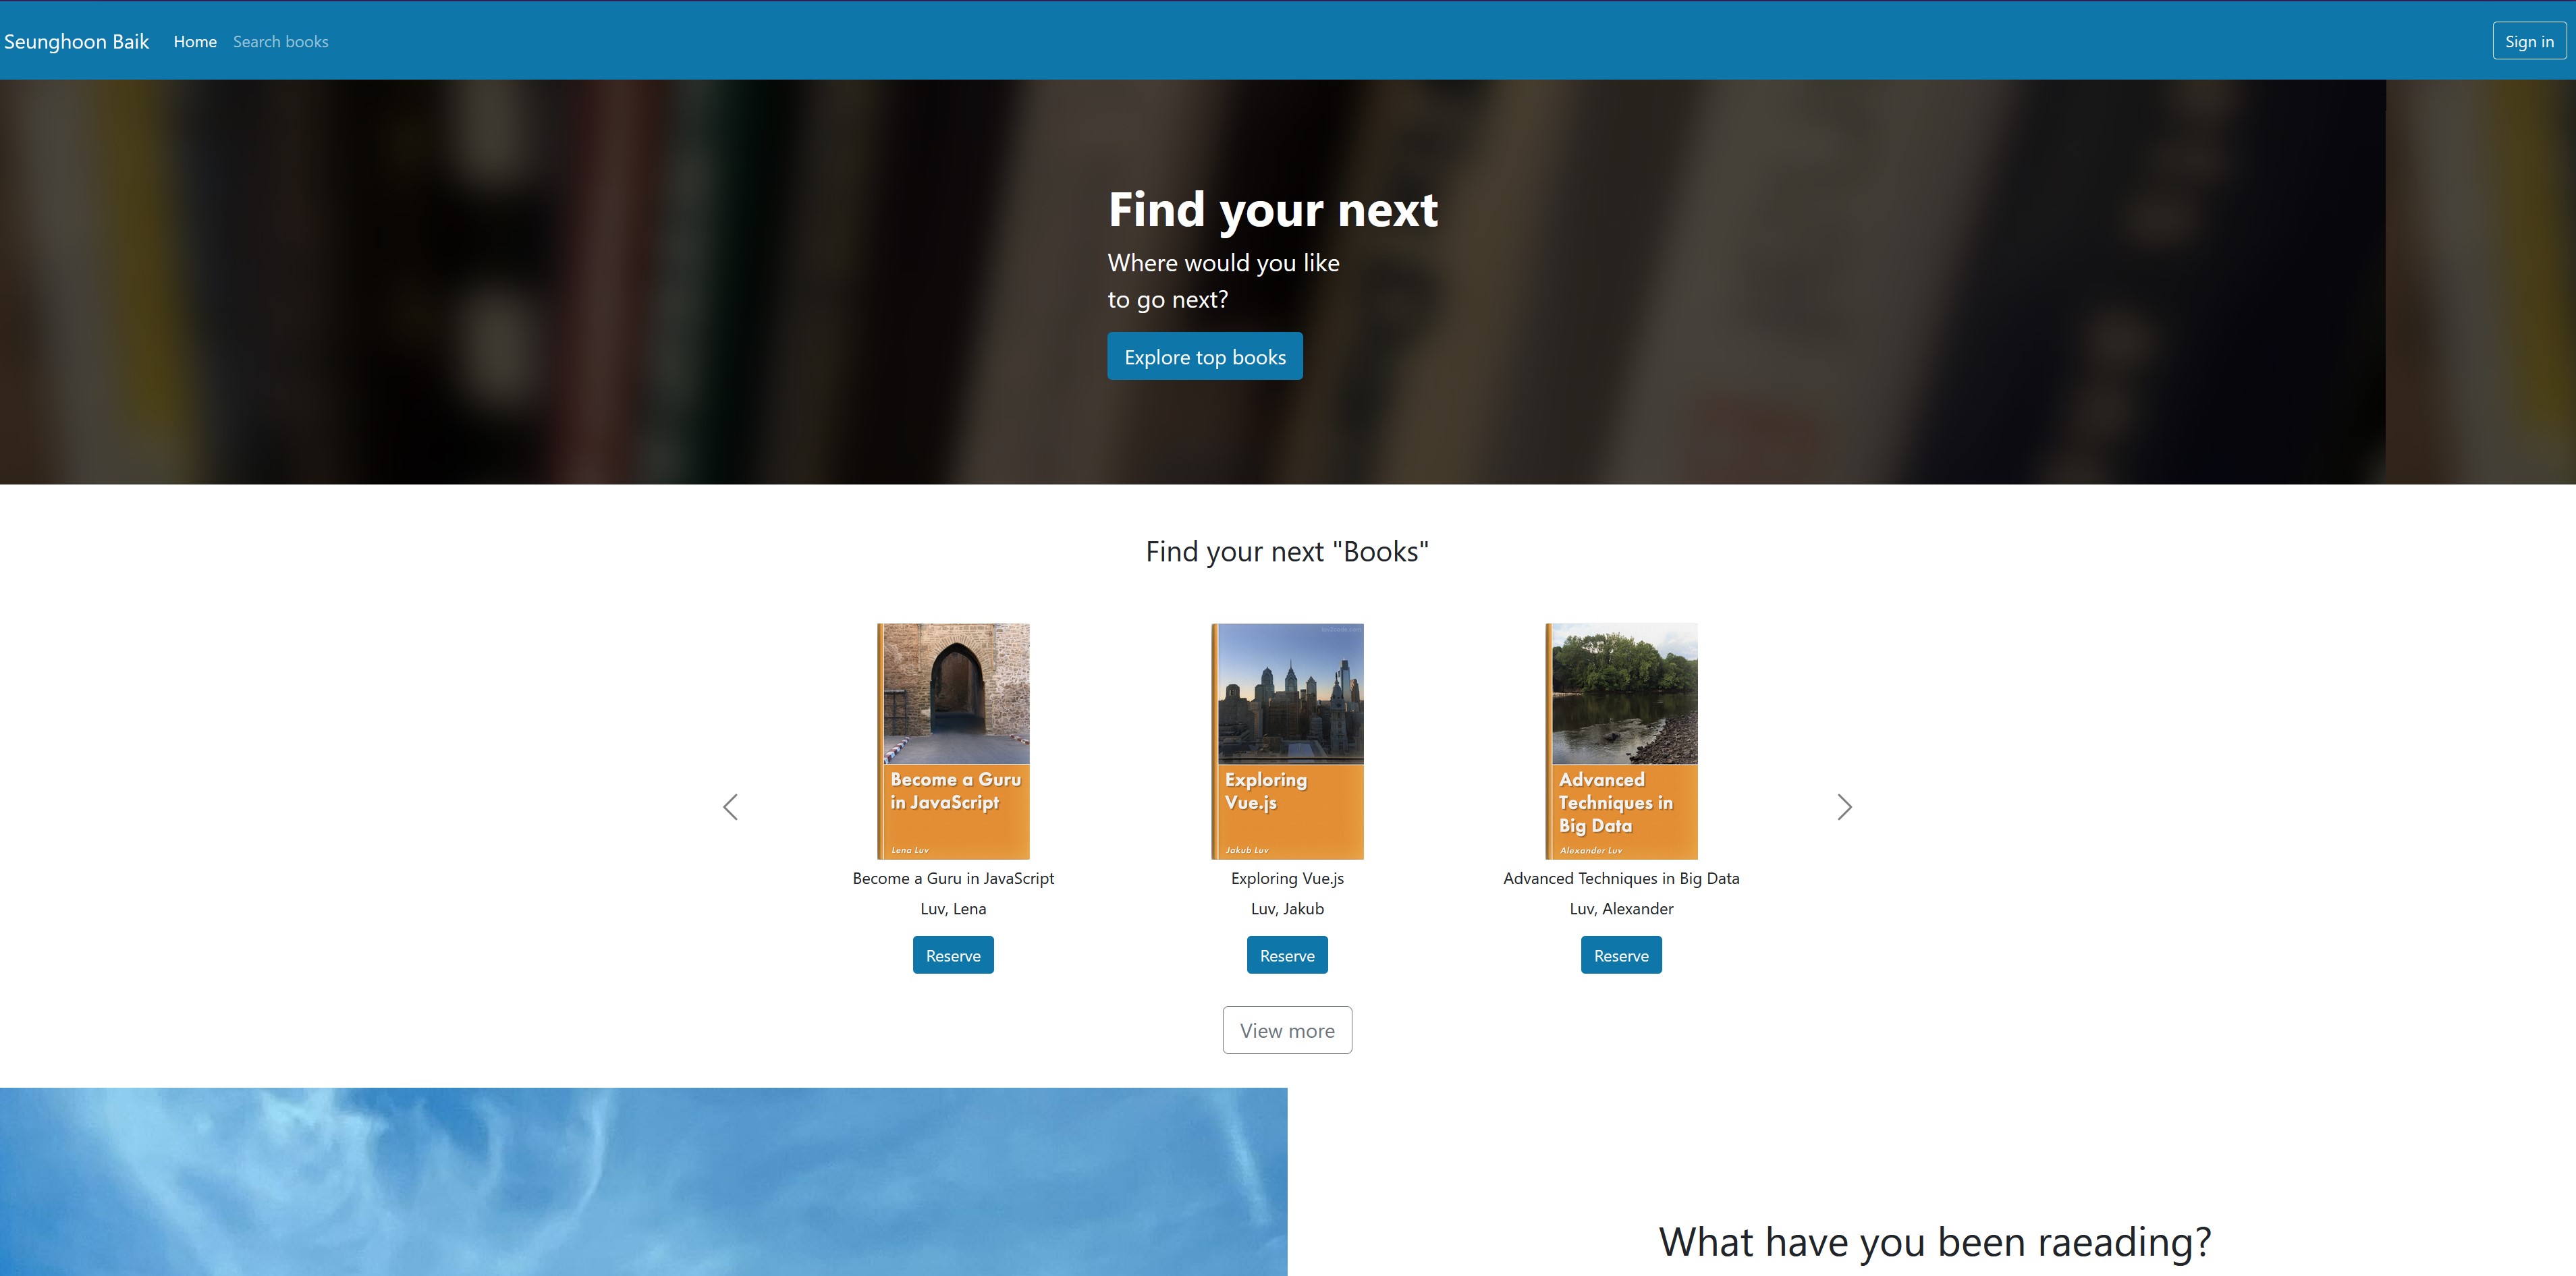 Seunghoon Baik Home Search books Sign in
Find your next
Where would you like
to go next?
Explore top books
Find your next "Books"
Become a Guru
in JavaScript
Lena Luv
Exploring
Vue.js
Jakub Luv
Advanced
Techniques in
Big Data
Alexander Luv
Become a Guru in JavaScript
Luv, Lena
Reserve
Exploring Vue.js
Luv, Jakub
Reserve
Advanced Techniques in Big Data
Luv, Alexander
Reserve
View more
What have you been raeading?